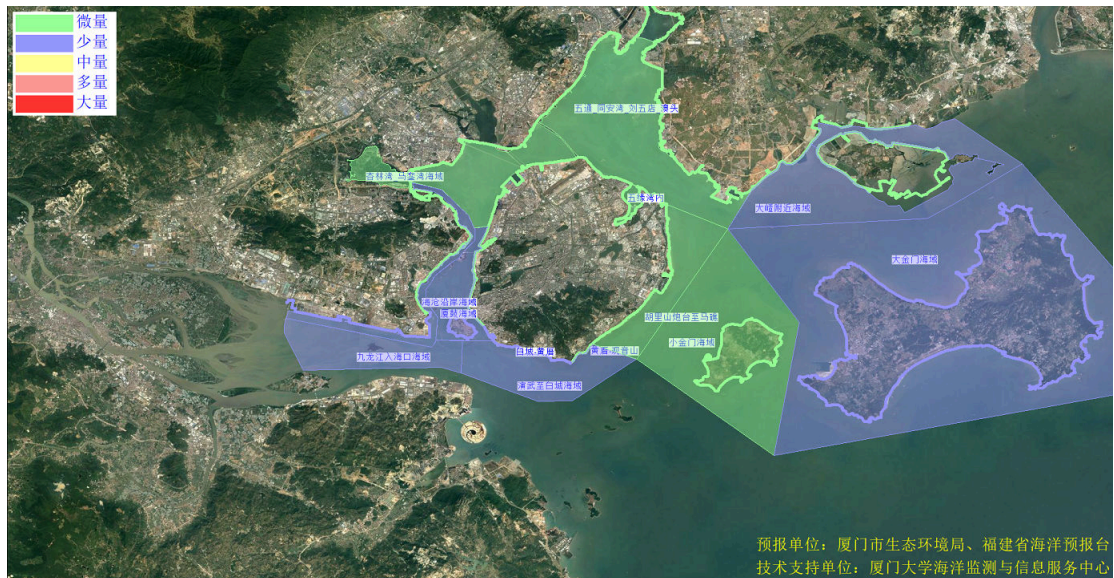 微量
少量
中量
多量
大量
五通 同安湾 刘五店 澳头
杏林湾 马銮湾海域
五缘湾内
大嶝附近海域
大金门海域
海沧沿岸海域
厦鼓海域
胡里山炮台至马碇
小金门海域
九龙江入海口海域
白城-黄厝
黄厝-观音山
演武至白城海域
预报单位：厦门市生态环境局、福建省海洋预报台
技术支持单位：厦门大学海洋监测与信息服务中心